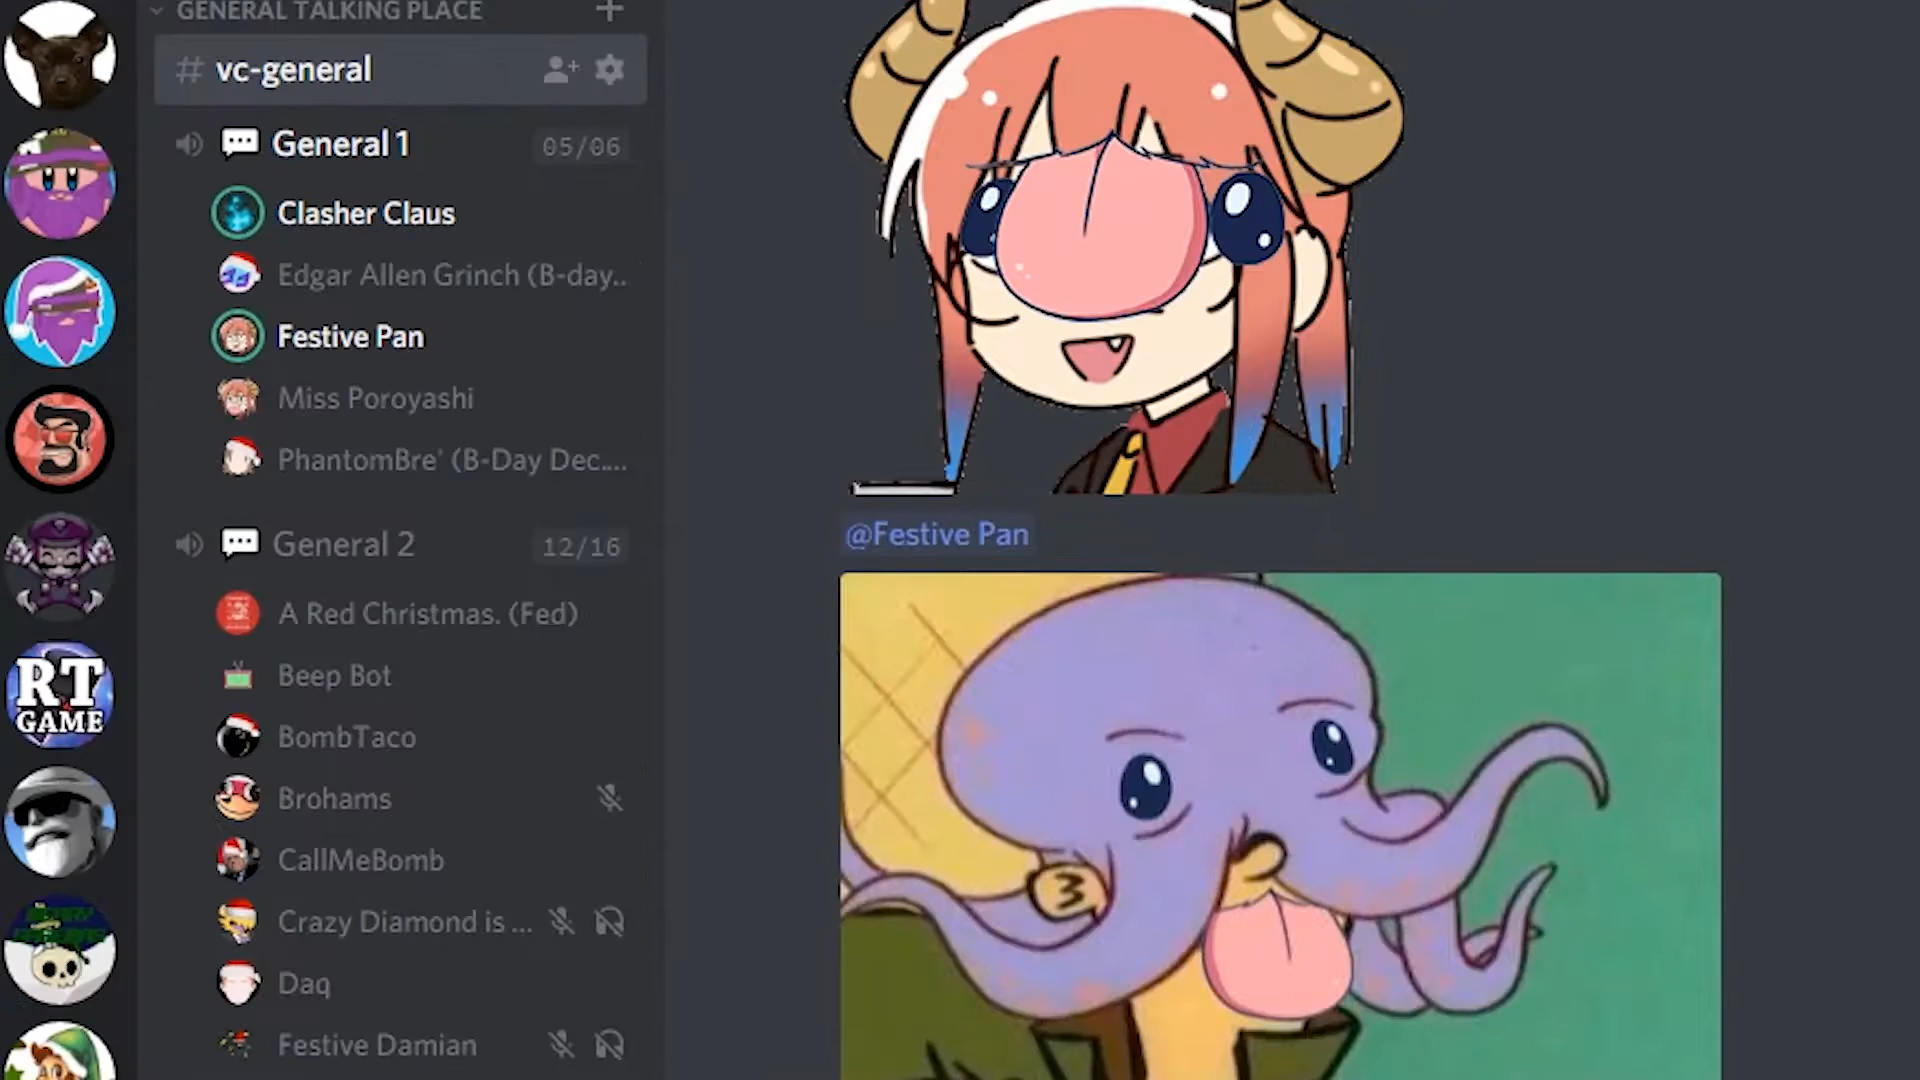 GENERAL TALKING PLACE
# vc-general
General 1
05/06
Clasher Claus
Edgar Allen Grinch (B-day..
Festive Pan
Miss Poroyashi
PhantomBre' (B-Day Dec....
General 2
12/16
A Red Christmas. (Fed)
Beep Bot
BombTaco
Brohams
CallMeBomb
Crazy Diamond is ...
Daq
Festive Damian
RT
GAME
@Festive Pan